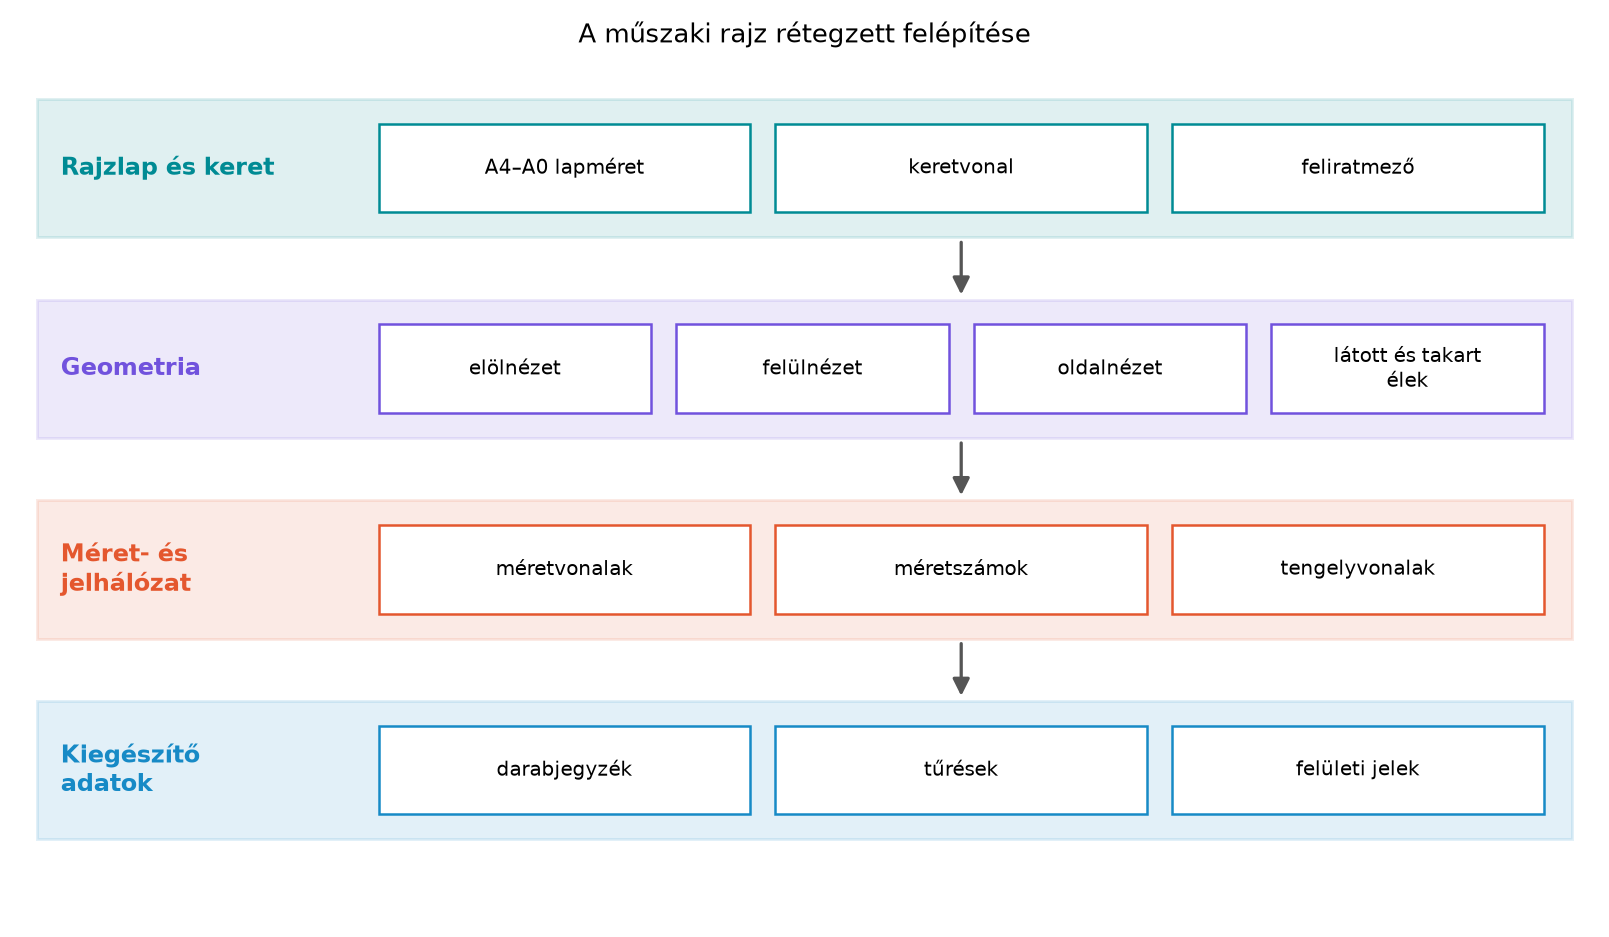 A műszaki rajz rétegzett felépítése
Rajzlap és keret
A4–A0 lapméret
keretvonal
feliratmező
Geometria
elölnézet
felülnézet
oldalnézet
látott és takart
élek
Méret- és
jelhálózat
méretvonalak
méretszámok
tengelyvonalak
Kiegészítő
adatok
darabjegyzék
tűrések
felületi jelek